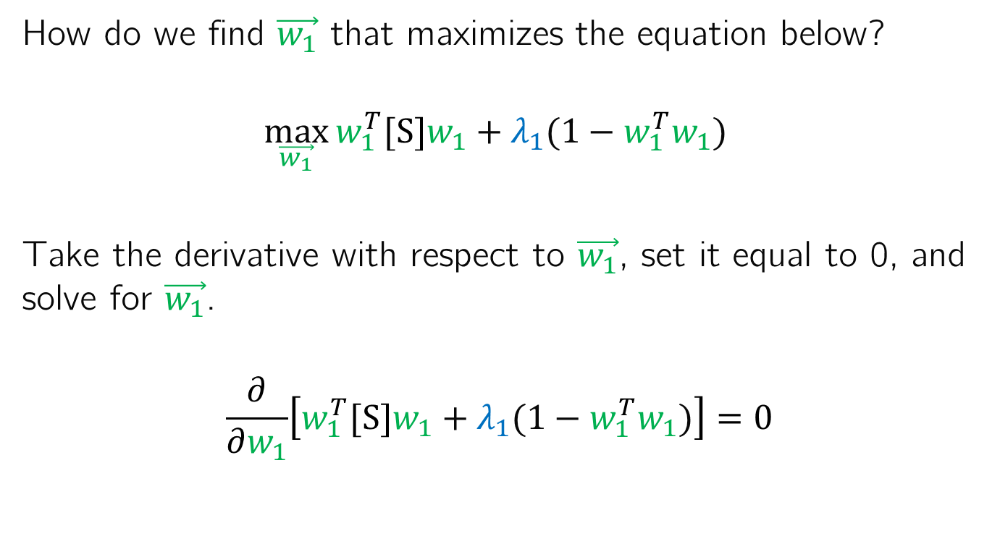 How do we find $\overrightarrow{w_1}$ that maximizes the equation below?
$\max_{\overrightarrow{w_1}} w_1^T[\mathrm{S}]w_1 + \lambda_1(1 - w_1^T w_1)$
Take the derivative with respect to $\overrightarrow{w_1}$, set it equal to 0, and
solve for $\overrightarrow{w_1}$.
$\frac{\partial}{\partial w_1}\left[w_1^T[\mathrm{S}]w_1 + \lambda_1(1 - w_1^T w_1)\right] = 0$